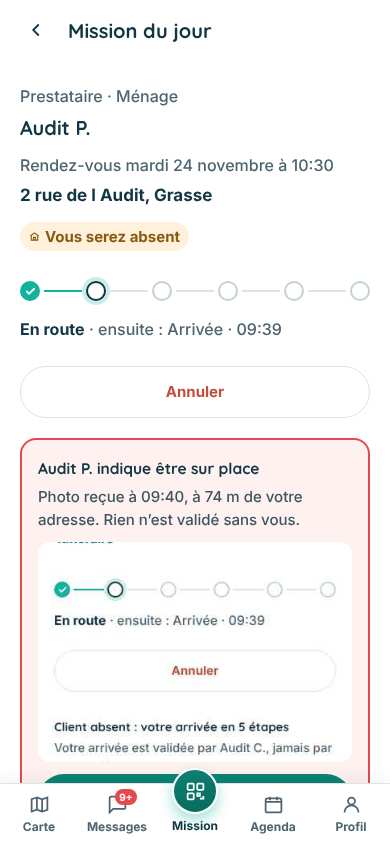 Mission du jour
Prestataire · Ménage
Audit P.
Rendez-vous mardi 24 novembre à 10:30
2 rue de l Audit, Grasse
Vous serez absent
En route · ensuite : Arrivée · 09:39
Annuler
Audit P. indique être sur place
Photo reçue à 09:40, à 74 m de votre
adresse. Rien n’est validé sans vous.
En route · ensuite : Arrivée · 09:39
Annuler
Client absent : votre arrivée en 5 étapes
Votre arrivée est validée par Audit C., jamais par
9+
Carte
Messages
Mission
Agenda
Profil